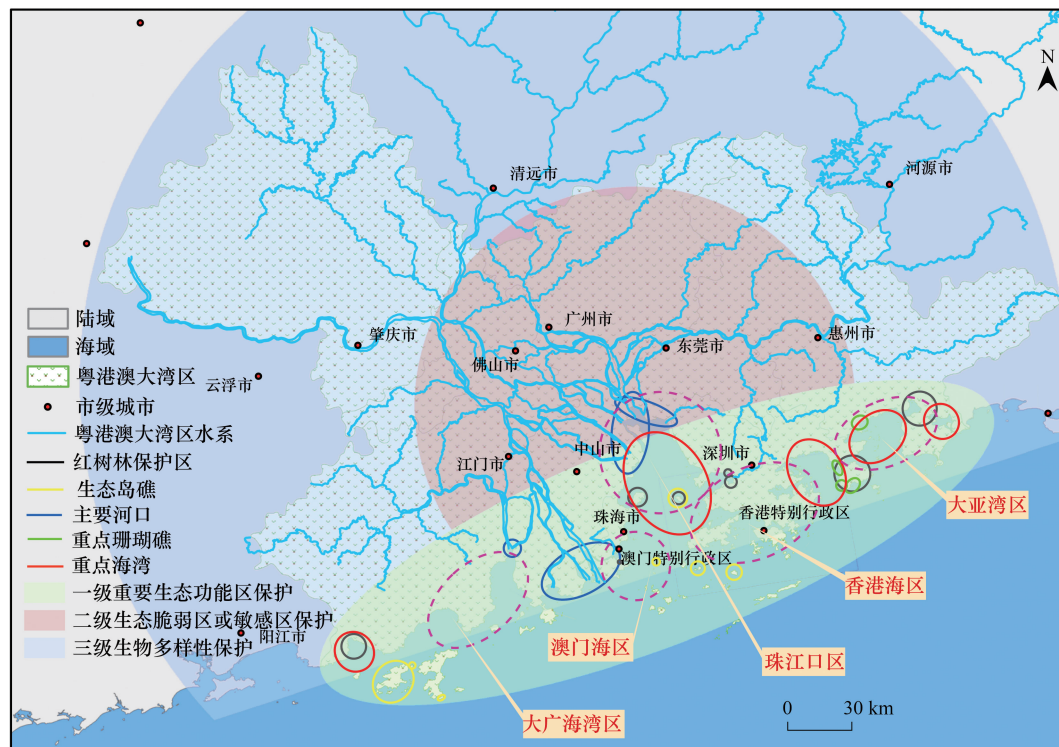 N
清远市
河源市
广州市
肇庆市
惠州市
佛山市
东莞市
云浮市
中山市
江门市
深圳市
珠海市
香港特别行政区
澳门特别行政区
阳江市
陆域
海域
粤港澳大湾区
市级城市
粤港澳大湾区水系
红树林保护区
生态岛礁
主要河口
重点珊瑚礁
重点海湾
一级重要生态功能区保护
二级生态脆弱区或敏感区保护
三级生物多样性保护
大亚湾区
香港海区
澳门海区
珠江口区
大广海湾区
0 30 km